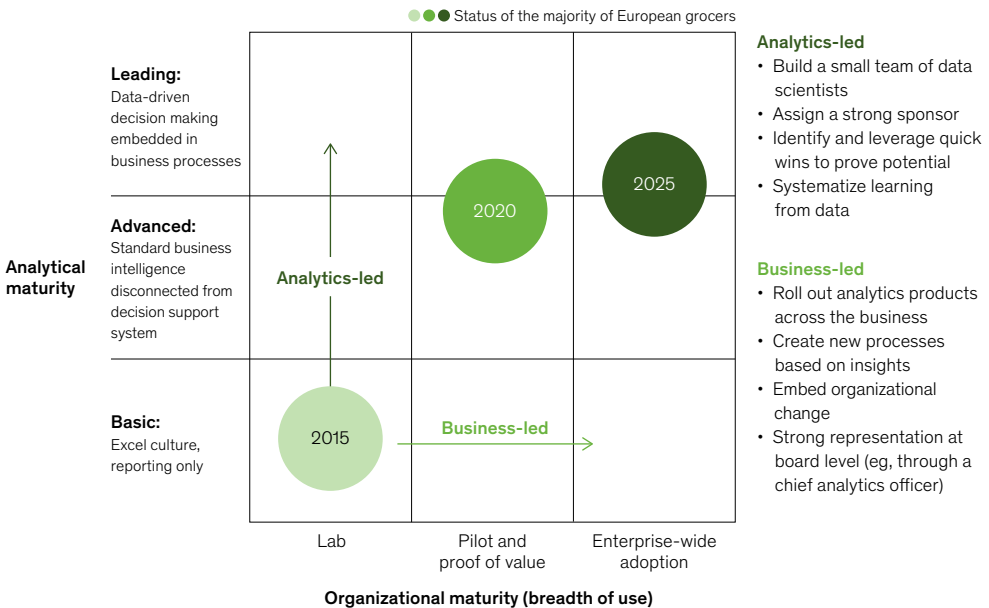 Status of the majority of European grocers
Analytical
maturity
Leading:
Data-driven
decision making
embedded in
business processes
Advanced:
Standard business
intelligence
disconnected from
decision support
system
Basic:
Excel culture,
reporting only
2015
2020
2025
Analytics-led
Business-led
Lab
Pilot and
proof of value
Enterprise-wide
adoption
Organizational maturity (breadth of use)
Analytics-led
• Build a small team of data
scientists
• Assign a strong sponsor
• Identify and leverage quick
wins to prove potential
• Systematize learning
from data
Business-led
• Roll out analytics products
across the business
• Create new processes
based on insights
• Embed organizational
change
• Strong representation at
board level (eg, through a
chief analytics officer)